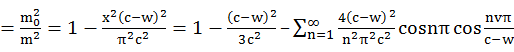 = m₀²/m² = 1 − x²(c−w)²/π²c² = 1 − (c−w)²/3c² - ∑ₙ₌₁^∞ 4(c−w)²/n²π²c² cosnπ cos nvπ/c−w